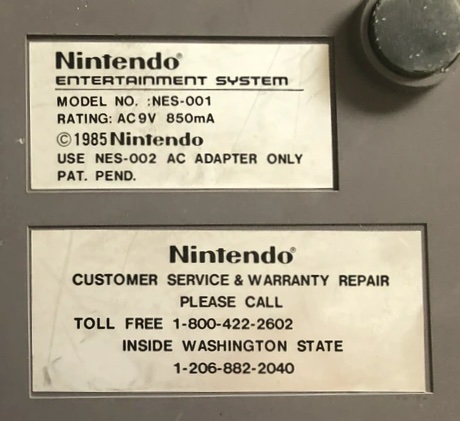 Nintendo®
ENTERTAINMENT SYSTEM
MODEL NO. :NES-001
RATING: AC 9V 850mA
©1985 Nintendo
USE NES-002 AC ADAPTER ONLY
PAT. PEND.
Nintendo®
CUSTOMER SERVICE & WARRANTY REPAIR
PLEASE CALL
TOLL FREE 1-800-422-2602
INSIDE WASHINGTON STATE
1-206-882-2040